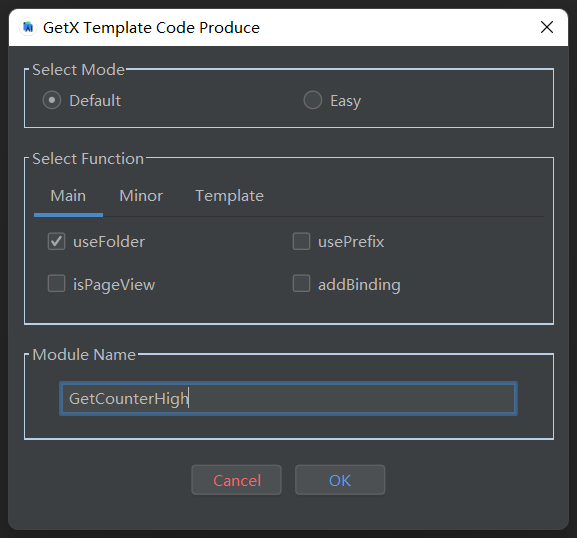 GetX Template Code Produce
Select Mode
Default Easy
Select Function
Main Minor Template
useFolder usePrefix
isPageView addBinding
Module Name
GetCounterHigh
Cancel OK